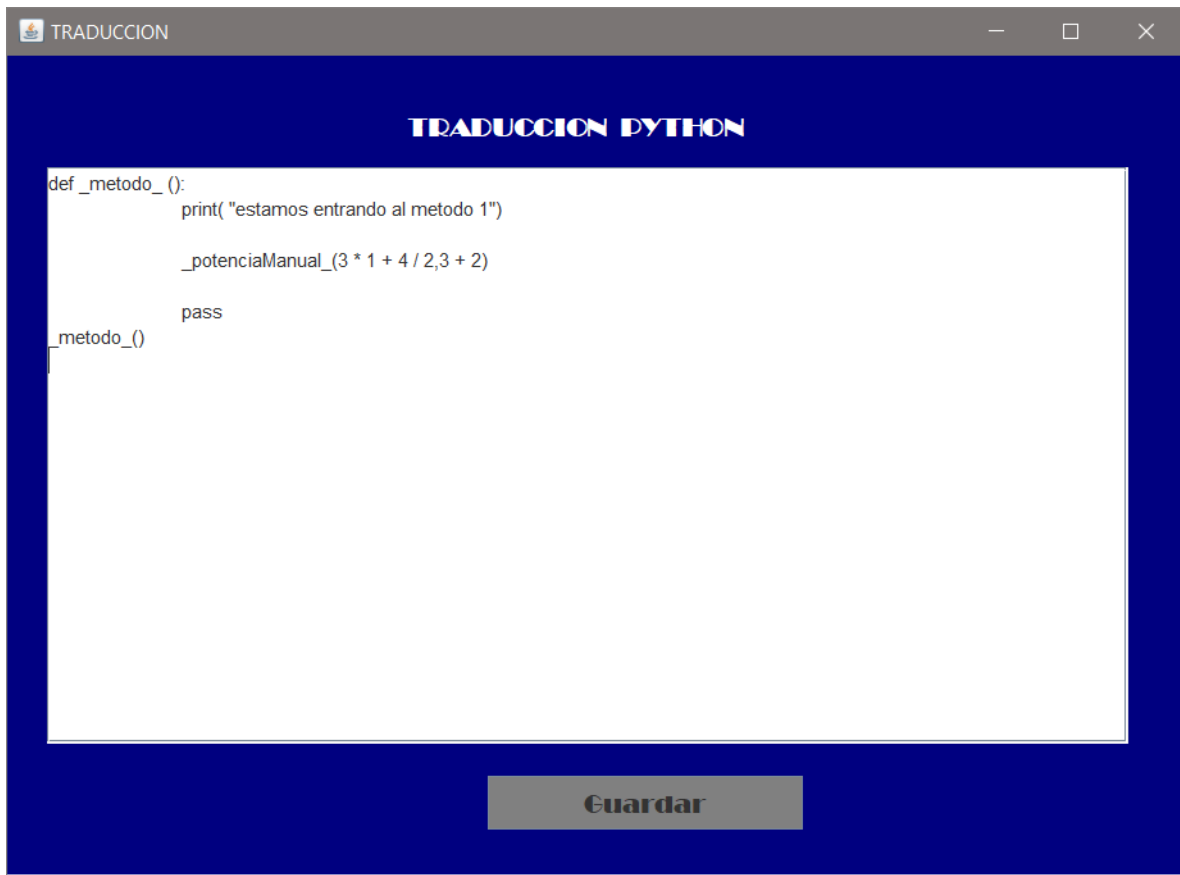 TRADUCCION
TRADUCCION PYTHON
def _metodo_ ():
print( "estamos entrando al metodo 1")
_potenciaManual_(3 * 1 + 4 / 2,3 + 2)
pass
_metodo_()
Guardar